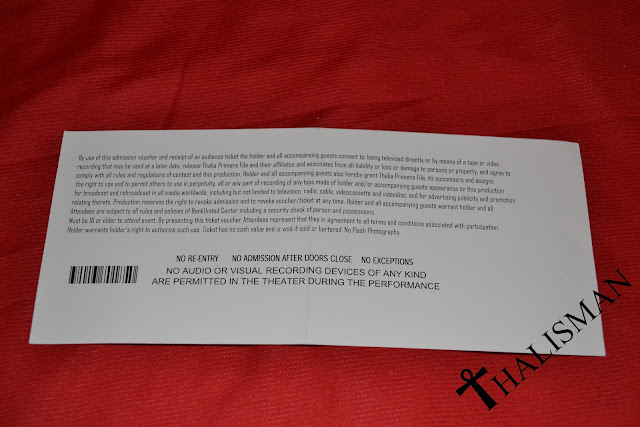 By use of this admission voucher and receipt of an audience ticket the holder and all accompanying guests consent to: being televised directly or by means of a tape or video
recording that may be used at a later date, release Thalia Primera Fila and their affiliates and associates from all liability or loss or damage to persons or property, and agree to
comply with all rules and regulations of contest and this production. Holder and all accompanying guests also hereby grant Thalia Primera Fila, its successors and assigns
the right to use and to permit others to use in perpetuity, all or any part of recording of any type made of holder and/or accompanying guests appearance on this production
for broadcast and rebroadcast in all media worldwide, including but not limited to television, radio, cable, videocassette and videodisc, and for advertising publicity and promotion
relating thereto. Production reserves the right to revoke admission and to revoke voucher/ticket at any time. Holder and all accompanying guests warrant holder and all
Attendees are subject to all rules and policies of BankUnited Center including a security check of person and possessions
Must be 18 or older to attend event. By presenting this ticket voucher Attendees represent that they in agreement to all terms and conditions associated with participation.
Holder warrants holder's right to authorize such use. Ticket has no cash value and is void if sold or bartered. No Flash Photography
NO RE-ENTRY NO ADMISSION AFTER DOORS CLOSE NO EXCEPTIONS
NO AUDIO OR VISUAL RECORDING DEVICES OF ANY KIND
ARE PERMITTED IN THE THEATER DURING THE PERFORMANCE
THALISMAN